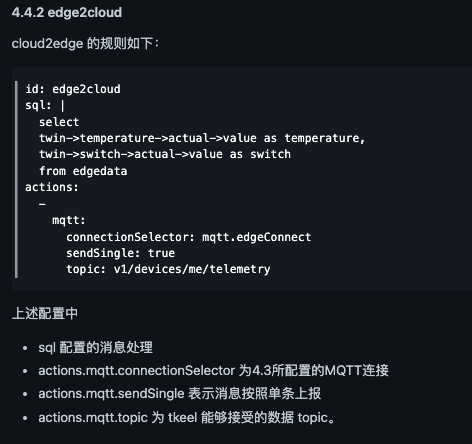 4.4.2 edge2cloud
cloud2edge 的规则如下：
id: edge2cloud
sql: |
select
twin->temperature->actual->value as temperature,
twin->switch->actual->value as switch
from edgedata
actions:
-
mqtt:
connectionSelector: mqtt.edgeConnect
sendSingle: true
topic: v1/devices/me/telemetry
上述配置中
• sql 配置的消息处理
• actions.mqtt.connectionSelector 为4.3所配置的MQTT连接
• actions.mqtt.sendSingle 表示消息按照单条上报
• actions.mqtt.topic 为 tkeel 能够接受的数据 topic。